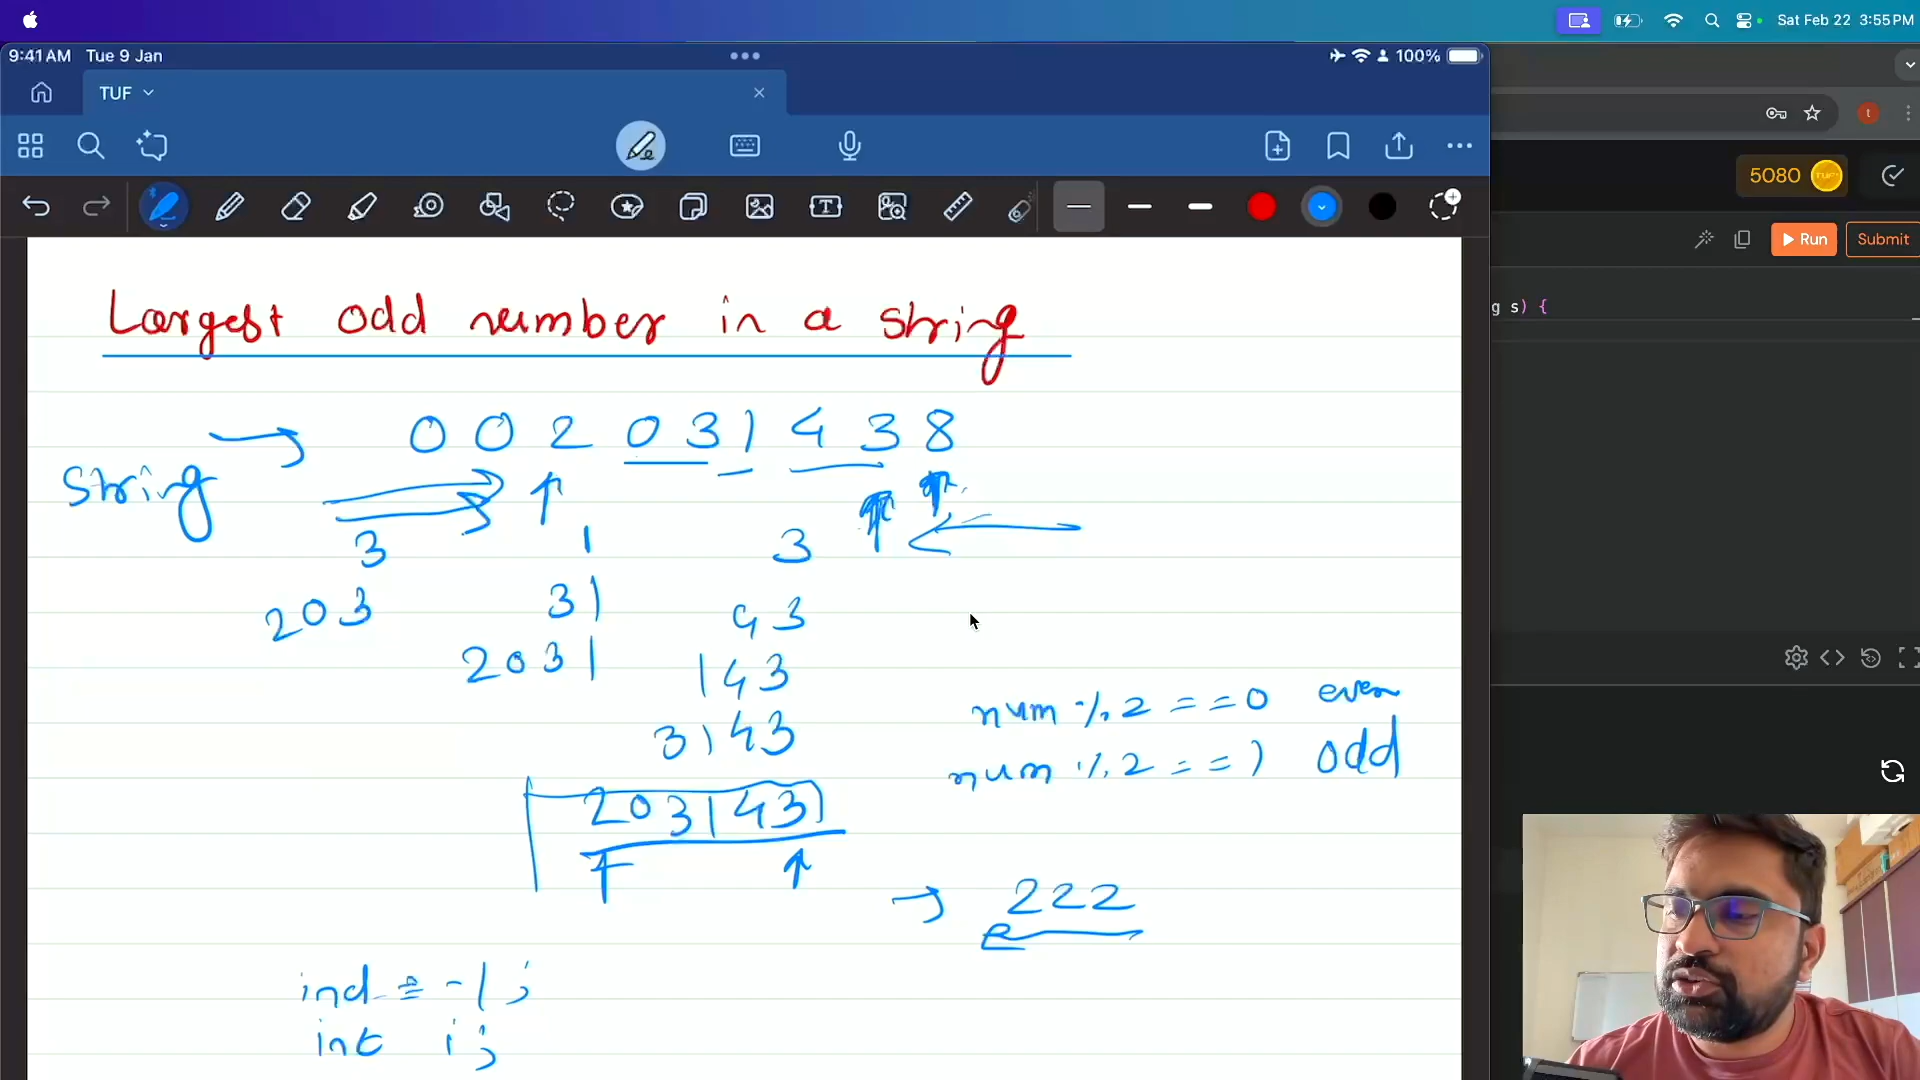 Sat Feb 22 3:55 PM
9:41 AM Tue 9 Jan
100%
TUF
5080
Run
Submit
g s) {
Largest odd number in a string
String → 0 0 2 0 3 1 4 3 8
3 1 3
203 31 43
2031 143
3143
num % 2 == 0 even
num % 2 == 1 odd
203143
→ 222
ind = -1;
int i;